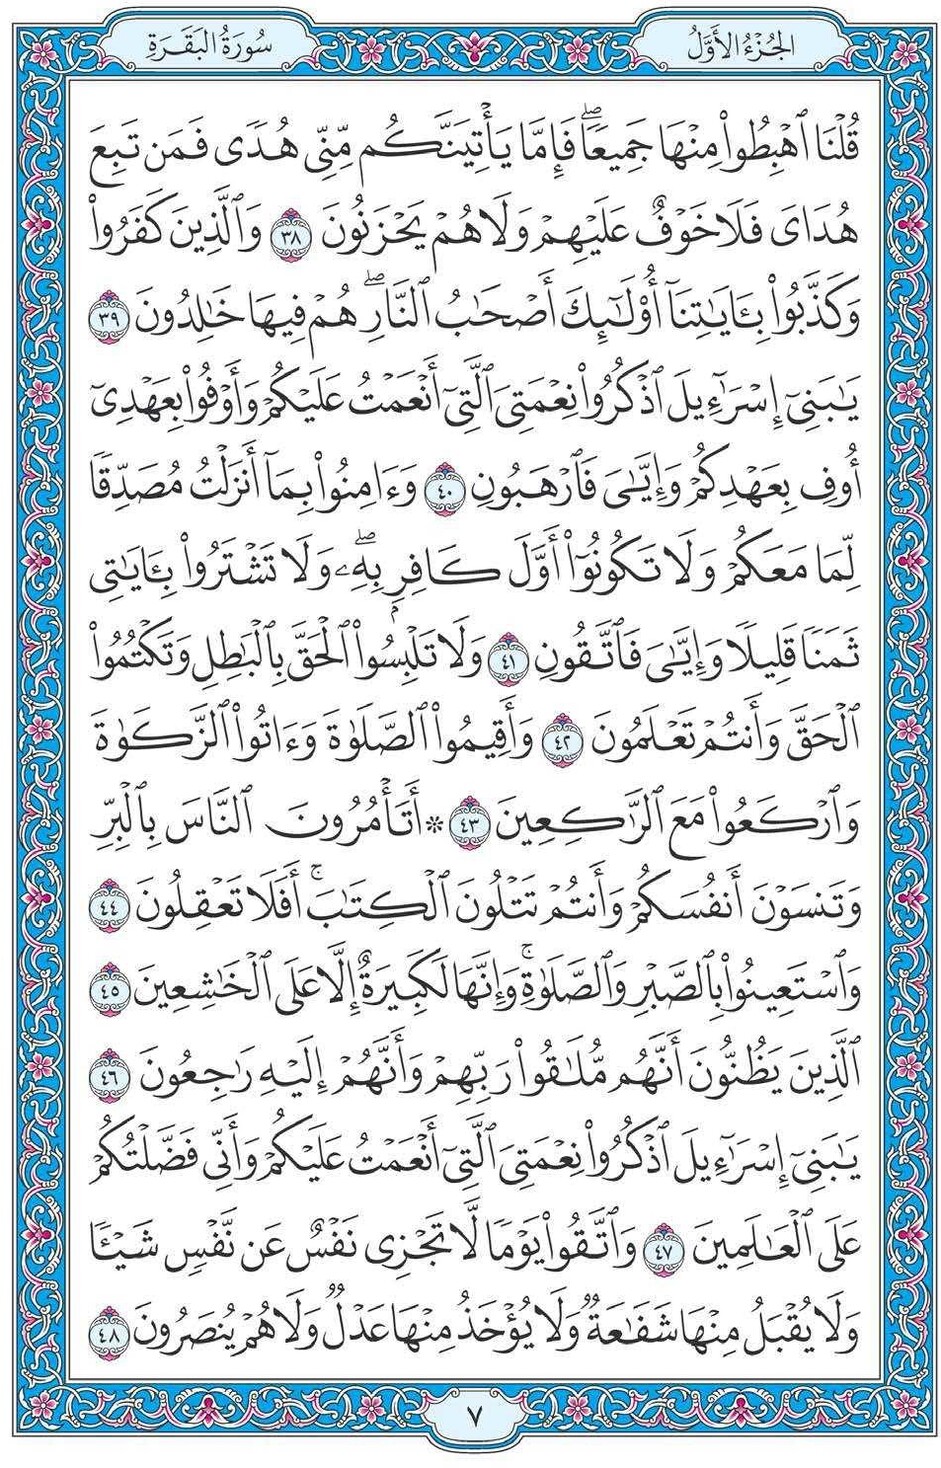 الجُزْءُ الأَوَّلُ
سُورَةُ البَقَرَةِ
قُلْنَا ٱهْبِطُوا۟ مِنْهَا جَمِيعًاۖ فَإِمَّا يَأْتِيَنَّكُم مِّنِّى هُدًى فَمَن تَبِعَ
هُدَاىَ فَلَا خَوْفٌ عَلَيْهِمْ وَلَا هُمْ يَحْزَنُونَ ٣٨ وَٱلَّذِينَ كَفَرُوا۟
وَكَذَّبُوا۟ بِـَٔايَـٰتِنَآ أُو۟لَـٰٓئِكَ أَصْحَـٰبُ ٱلنَّارِۖ هُمْ فِيهَا خَـٰلِدُونَ ٣٩
يَـٰبَنِىٓ إِسْرَٰٓءِيلَ ٱذْكُرُوا۟ نِعْمَتِىَ ٱلَّتِىٓ أَنْعَمْتُ عَلَيْكُمْ وَأَوْفُوا۟ بِعَهْدِىٓ
أُوفِ بِعَهْدِكُمْ وَإِيَّـٰىَ فَٱرْهَبُونِ ٤٠ وَءَامِنُوا۟ بِمَآ أَنزَلْتُ مُصَدِّقًا
لِّمَا مَعَكُمْ وَلَا تَكُونُوٓا۟ أَوَّلَ كَافِرٍۭ بِهِۦۖ وَلَا تَشْتَرُوا۟ بِـَٔايَـٰتِى
ثَمَنًا قَلِيلًا وَإِيَّـٰىَ فَٱتَّقُونِ ٤١ وَلَا تَلْبِسُوا۟ ٱلْحَقَّ بِٱلْبَـٰطِلِ وَتَكْتُمُوا۟
ٱلْحَقَّ وَأَنتُمْ تَعْلَمُونَ ٤٢ وَأَقِيمُوا۟ ٱلصَّلَوٰةَ وَءَاتُوا۟ ٱلزَّكَوٰةَ
وَٱرْكَعُوا۟ مَعَ ٱلرَّٰكِعِينَ ٤٣ * أَتَأْمُرُونَ ٱلنَّاسَ بِٱلْبِرِّ
وَتَنسَوْنَ أَنفُسَكُمْ وَأَنتُمْ تَتْلُونَ ٱلْكِتَـٰبَۚ أَفَلَا تَعْقِلُونَ ٤٤
وَٱسْتَعِينُوا۟ بِٱلصَّبْرِ وَٱلصَّلَوٰةِۚ وَإِنَّهَا لَكَبِيرَةٌ إِلَّا عَلَى ٱلْخَـٰشِعِينَ ٤٥
ٱلَّذِينَ يَظُنُّونَ أَنَّهُم مُّلَـٰقُوا۟ رَبِّهِمْ وَأَنَّهُمْ إِلَيْهِ رَٰجِعُونَ ٤٦
يَـٰبَنِىٓ إِسْرَٰٓءِيلَ ٱذْكُرُوا۟ نِعْمَتِىَ ٱلَّتِىٓ أَنْعَمْتُ عَلَيْكُمْ وَأَنِّى فَضَّلْتُكُمْ
عَلَى ٱلْعَـٰلَمِينَ ٤٧ وَٱتَّقُوا۟ يَوْمًا لَّا تَجْزِى نَفْسٌ عَن نَّفْسٍ شَيْـًٔا
وَلَا يُقْبَلُ مِنْهَا شَفَـٰعَةٌ وَلَا يُؤْخَذُ مِنْهَا عَدْلٌ وَلَا هُمْ يُنصَرُونَ ٤٨
٧